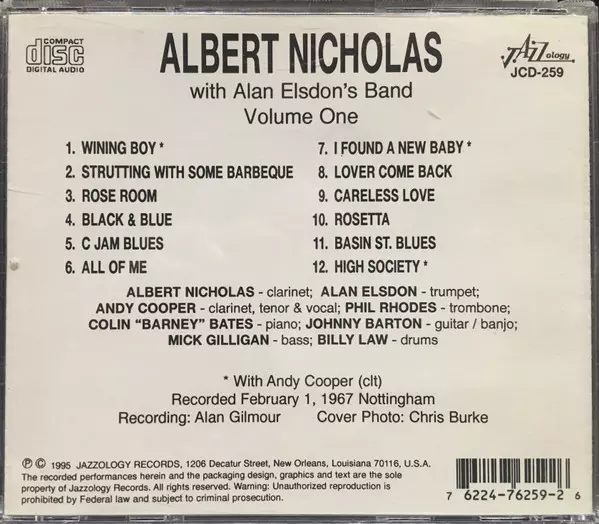 COMPACT
disc
DIGITAL AUDIO
ALBERT NICHOLAS
with Alan Elsdon's Band
Volume One
JAZZology
JCD-259
1. WINING BOY *
2. STRUTTING WITH SOME BARBEQUE
3. ROSE ROOM
4. BLACK & BLUE
5. C JAM BLUES
6. ALL OF ME
7. I FOUND A NEW BABY *
8. LOVER COME BACK
9. CARELESS LOVE
10. ROSETTA
11. BASIN ST. BLUES
12. HIGH SOCIETY *
ALBERT NICHOLAS - clarinet; ALAN ELSDON - trumpet;
ANDY COOPER - clarinet, tenor & vocal; PHIL RHODES - trombone;
COLIN "BARNEY" BATES - piano; JOHNNY BARTON - guitar / banjo;
MICK GILLIGAN - bass; BILLY LAW - drums
* With Andy Cooper (clt)
Recorded February 1, 1967 Nottingham
Recording: Alan Gilmour Cover Photo: Chris Burke
℗ © 1995 JAZZOLOGY RECORDS, 1206 Decatur Street, New Orleans, Louisiana 70116, U.S.A.
The recorded performances herein and the packaging design, graphics and text are the sole
property of Jazzology Records. All rights reserved. Warning: Unauthorized reproduction is
prohibited by Federal law and subject to criminal prosecution.
7 6224-76259-2 6